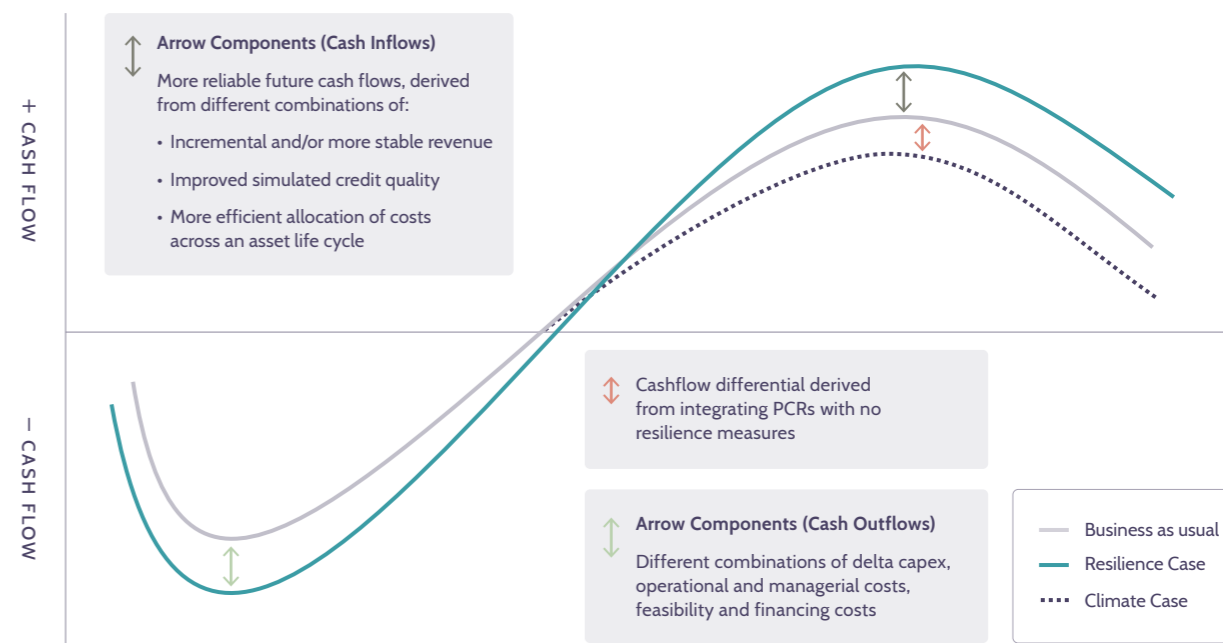 + CASH FLOW
Arrow Components (Cash Inflows)
More reliable future cash flows, derived
from different combinations of:
• Incremental and/or more stable revenue
• Improved simulated credit quality
• More efficient allocation of costs
across an asset life cycle
− CASH FLOW
Cashflow differential derived
from integrating PCRs with no
resilience measures
Arrow Components (Cash Outflows)
Different combinations of delta capex,
operational and managerial costs,
feasibility and financing costs
Business as usual
Resilience Case
Climate Case